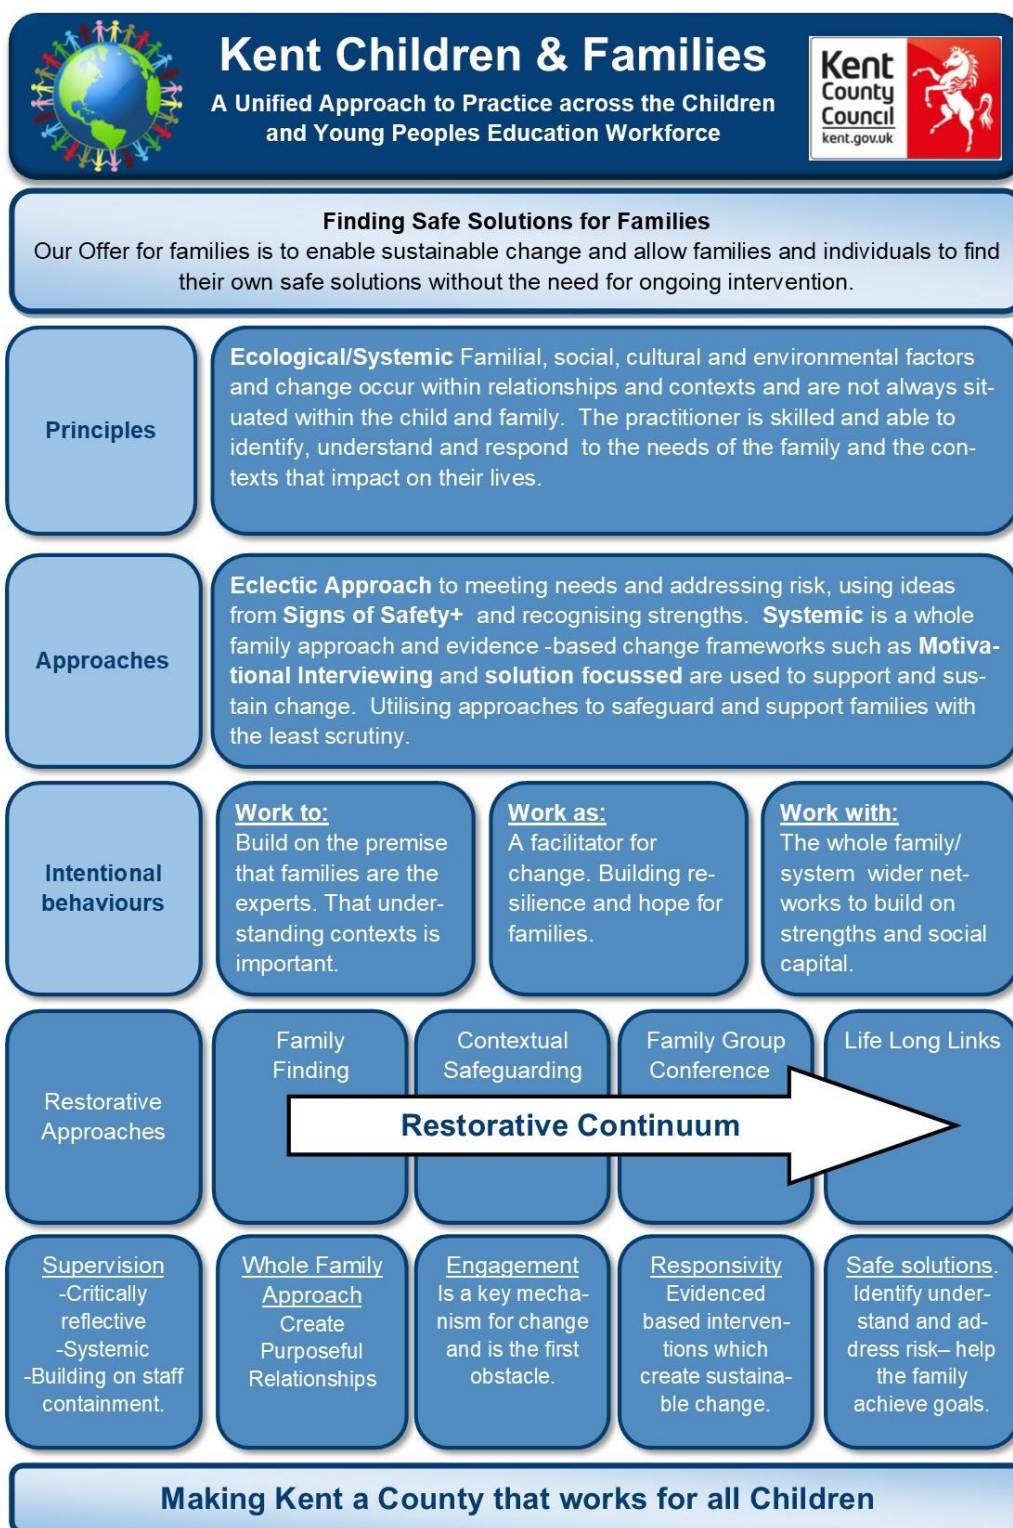 Kent Children & Families
A Unified Approach to Practice across the Children
and Young Peoples Education Workforce
Kent
County
Council
kent.gov.uk
Finding Safe Solutions for Families
Our Offer for families is to enable sustainable change and allow families and individuals to find
their own safe solutions without the need for ongoing intervention.
Principles
Ecological/Systemic Familial, social, cultural and environmental factors
and change occur within relationships and contexts and are not always sit-
uated within the child and family.  The practitioner is skilled and able to
identify, understand and respond  to the needs of the family and the con-
texts that impact on their lives.
Approaches
Eclectic Approach to meeting needs and addressing risk, using ideas
from Signs of Safety+  and recognising strengths.  Systemic is a whole
family approach and evidence -based change frameworks such as Motiva-
tional Interviewing and solution focussed are used to support and sus-
tain change.  Utilising approaches to safeguard and support families with
the least scrutiny.
Intentional
behaviours
Work to:
Build on the premise
that families are the
experts. That under-
standing contexts is
important.
Work as:
A facilitator for
change. Building re-
silience and hope for
families.
Work with:
The whole family/
system  wider net-
works to build on
strengths and social
capital.
Restorative
Approaches
Family
Finding
Contextual
Safeguarding
Family Group
Conference
Life Long Links
Restorative Continuum
Supervision
-Critically
reflective
-Systemic
-Building on staff
containment.
Whole Family
Approach
Create
Purposeful
Relationships
Engagement
Is a key mecha-
nism for change
and is the first
obstacle.
Responsivity
Evidenced
based interven-
tions which
create sustaina-
ble change.
Safe solutions.
Identify under-
stand and ad-
dress risk– help
the family
achieve goals.
Making Kent a County that works for all Children